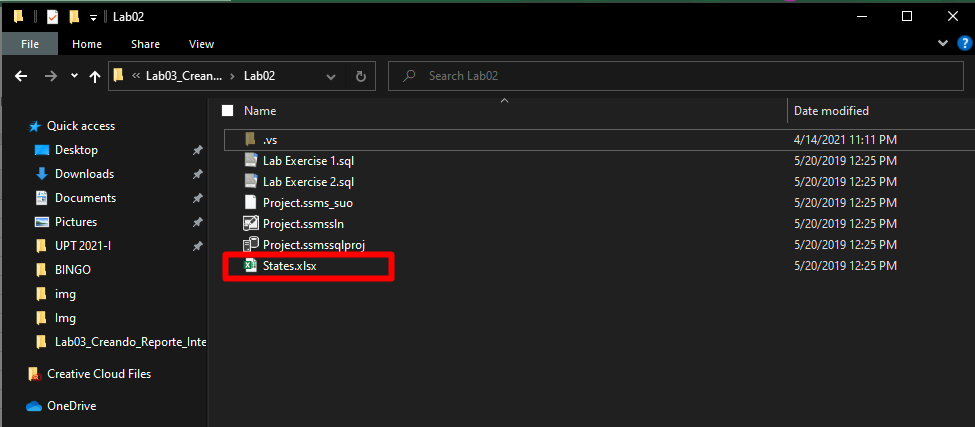 Lab02
File Home Share View
« Lab03_Creando... > Lab02
Search Lab02
Name Date modified
Quick access
Desktop
Downloads
Documents
Pictures
UPT 2021-I
BINGO
img
Img
Lab03_Creando_Reporte_Inte
Creative Cloud Files
OneDrive
.vs 4/14/2021 11:11 PM
Lab Exercise 1.sql 5/20/2019 12:25 PM
Lab Exercise 2.sql 5/20/2019 12:25 PM
Project.ssms_suo 5/20/2019 12:25 PM
Project.ssmssln 5/20/2019 12:25 PM
Project.ssmssqlproj 5/20/2019 12:25 PM
States.xlsx 5/20/2019 12:25 PM